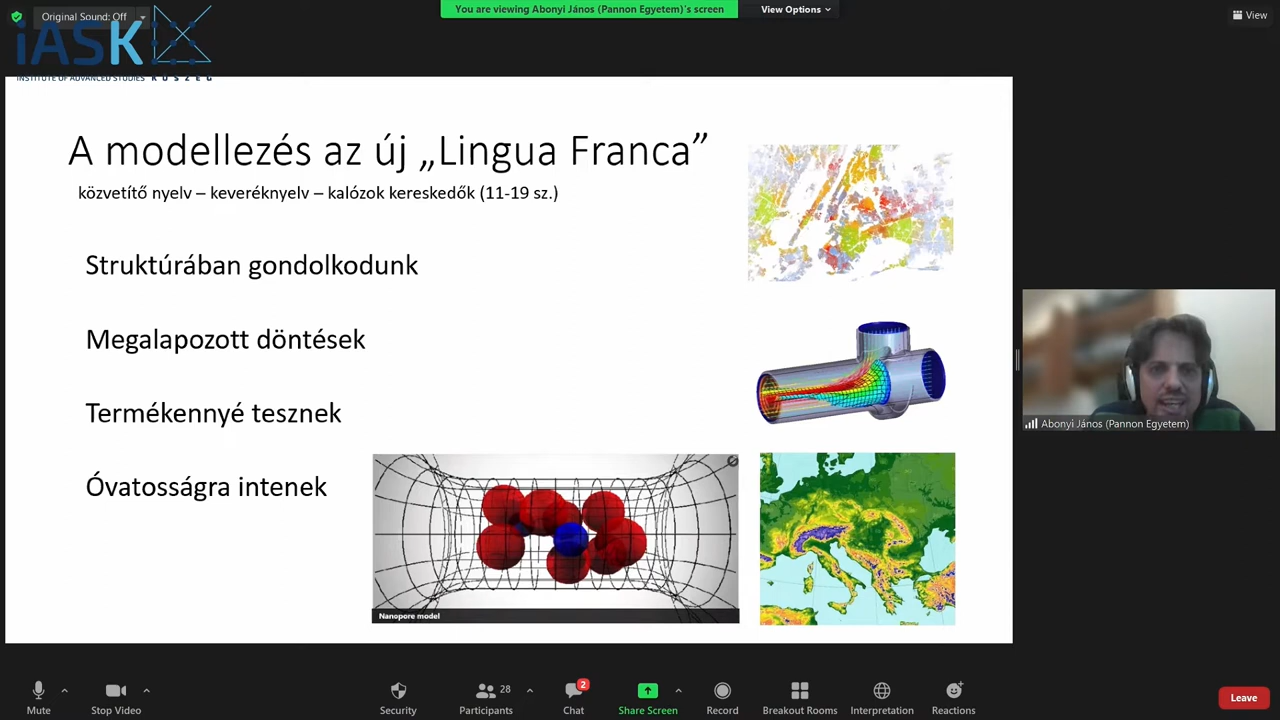 Original Sound: Off
You are viewing Abonyi János (Pannon Egyetem)'s screen
View Options
View
iASK
INSTITUTE OF ADVANCED STUDIES KŐSZEG
A modellezés az új „Lingua Franca”
közvetítő nyelv – keveréknyelv – kalózok kereskedők (11-19 sz.)
Struktúrában gondolkodunk
Megalapozott döntések
Termékennyé tesznek
Óvatosságra intenek
Nanopore model
Abonyi János (Pannon Egyetem)
Mute
Stop Video
Security
Participants
28
Chat
2
Share Screen
Record
Breakout Rooms
Interpretation
Reactions
Leave